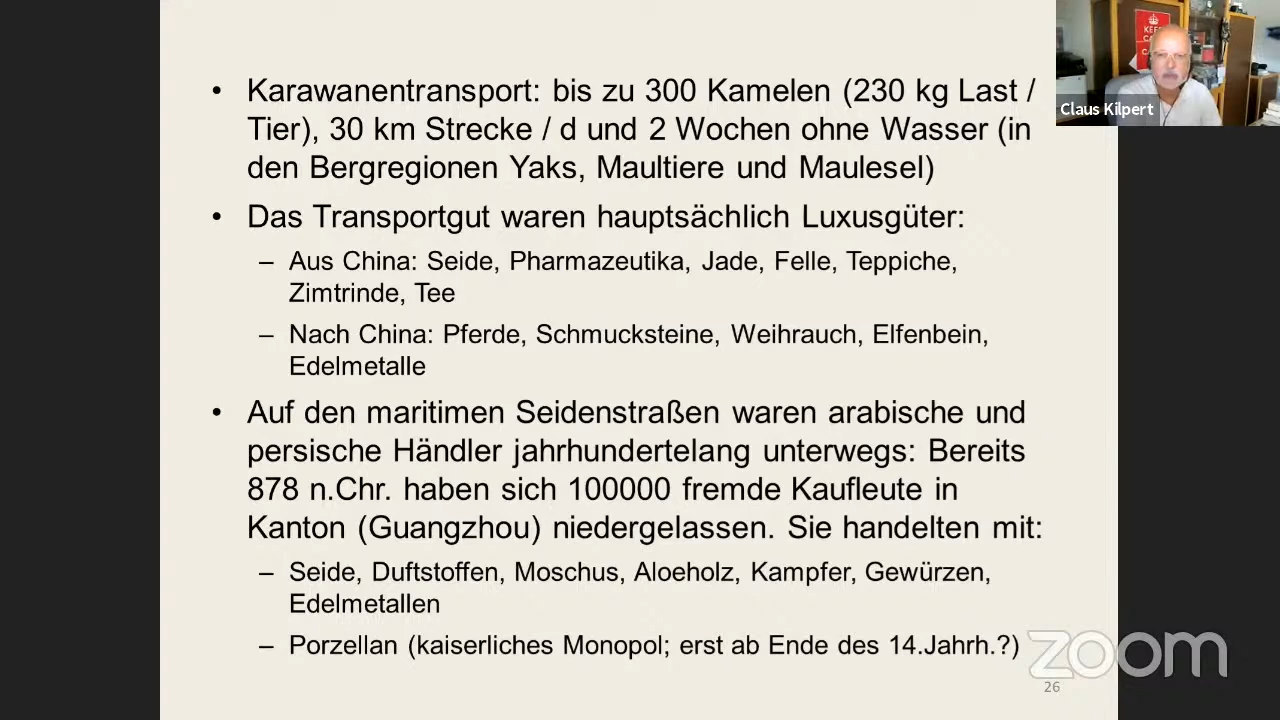 • Karawanentransport: bis zu 300 Kamelen (230 kg Last /
Tier), 30 km Strecke / d und 2 Wochen ohne Wasser (in
den Bergregionen Yaks, Maultiere und Maulesel)
• Das Transportgut waren hauptsächlich Luxusgüter:
– Aus China: Seide, Pharmazeutika, Jade, Felle, Teppiche,
Zimtrinde, Tee
– Nach China: Pferde, Schmucksteine, Weihrauch, Elfenbein,
Edelmetalle
• Auf den maritimen Seidenstraßen waren arabische und
persische Händler jahrhundertelang unterwegs: Bereits
878 n.Chr. haben sich 100000 fremde Kaufleute in
Kanton (Guangzhou) niedergelassen. Sie handelten mit:
– Seide, Duftstoffen, Moschus, Aloeholz, Kampfer, Gewürzen,
Edelmetallen
– Porzellan (kaiserliches Monopol; erst ab Ende des 14.Jahrh.?)
26
zoom
KEEP
Claus Kilpert